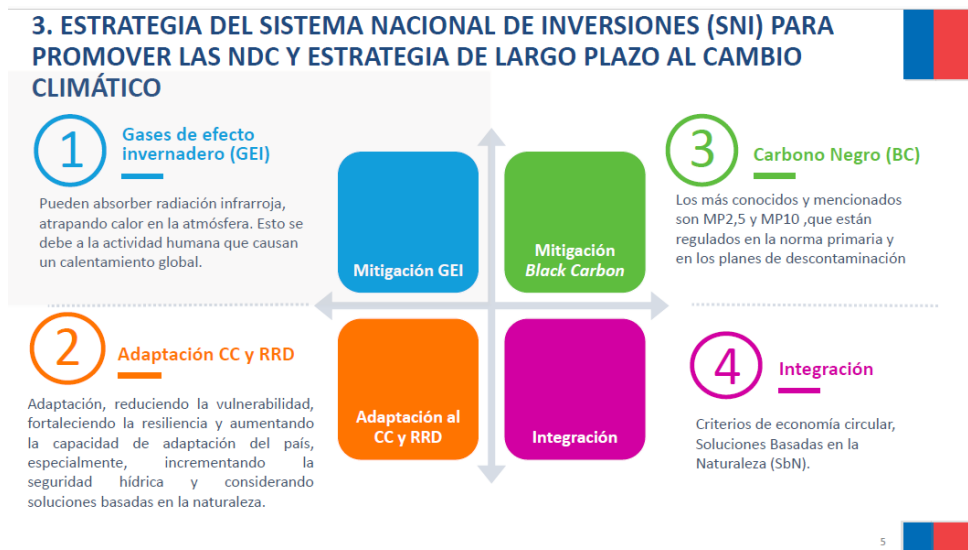 3. ESTRATEGIA DEL SISTEMA NACIONAL DE INVERSIONES (SNI) PARA
PROMOVER LAS NDC Y ESTRATEGIA DE LARGO PLAZO AL CAMBIO
CLIMÁTICO
1
Gases de efecto
invernadero (GEI)
Pueden absorber radiación infrarroja,
atrapando calor en la atmósfera. Esto se
debe a la actividad humana que causan
un calentamiento global.
2
Adaptación CC y RRD
Adaptación, reduciendo la vulnerabilidad,
fortaleciendo la resiliencia y aumentando
la capacidad de adaptación del país,
especialmente, incrementando la
seguridad hídrica y considerando
soluciones basadas en la naturaleza.
Mitigación GEI
Mitigación
Black Carbon
Adaptación al
CC y RRD
Integración
3
Carbono Negro (BC)
Los más conocidos y mencionados
son MP2,5 y MP10 ,que están
regulados en la norma primaria y
en los planes de descontaminación
4
Integración
Criterios de economía circular,
Soluciones Basadas en la
Naturaleza (SbN).
5